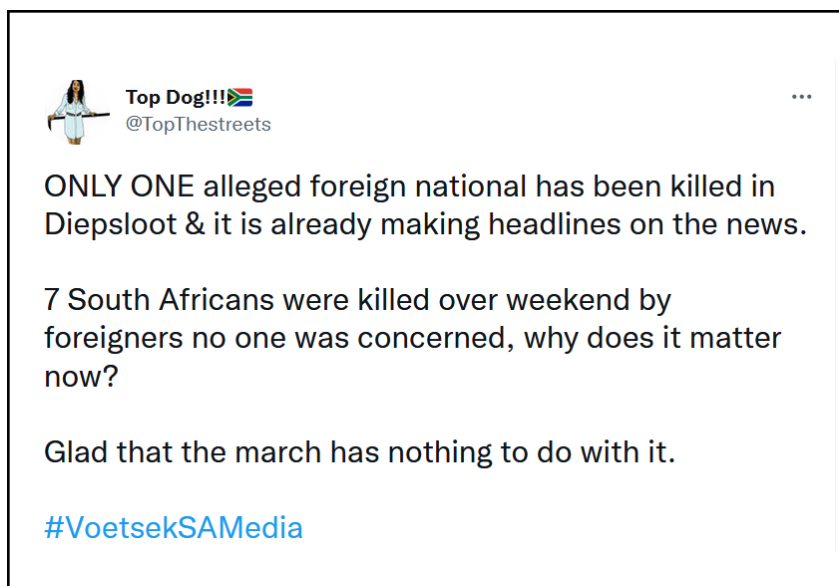 Top Dog!!!🇿🇦
@TopThestreets
ONLY ONE alleged foreign national has been killed in
Diepsloot & it is already making headlines on the news.
7 South Africans were killed over weekend by
foreigners no one was concerned, why does it matter
now?
Glad that the march has nothing to do with it.
#VoetsekSAMedia